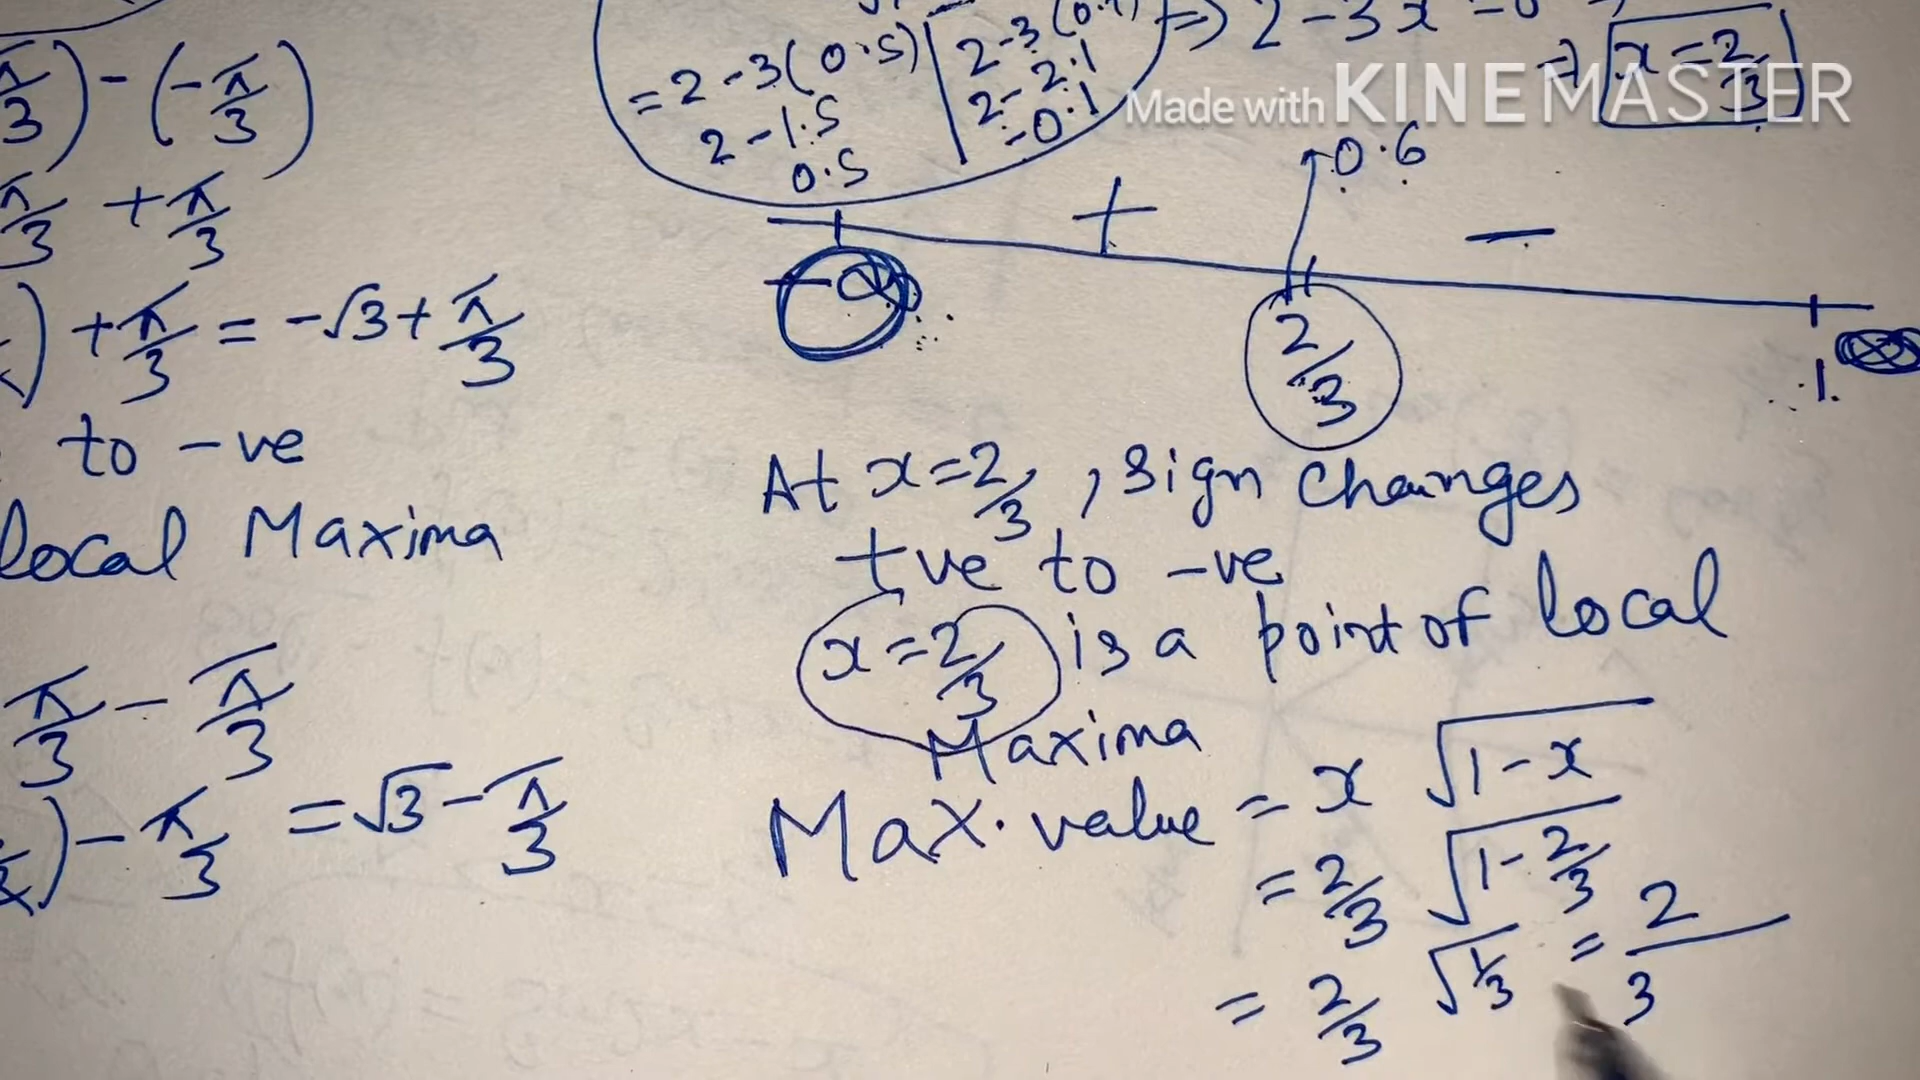 π/3) - (-π/3)
π/3 + π/3
) + π/3 = -√3 + π/3
to -ve
local Maxima
π/3 - π/3
) - π/3 = √3 - π/3
=> 2 - 3x = 0
=> x = 2/3
= 2 - 3(0.5)
2 - 1.5
0.5
2 - 3(0.7)
2 - 2.1
-0.1
Made with KINEMASTER
0.6
+ -
2/3
1
At x = 2/3, sign changes
+ve to -ve
x = 2/3 is a point of local
Maxima
Max. value = x √1 - x
= 2/3 √1 - 2/3
= 2/3 √1/3 = 2/3